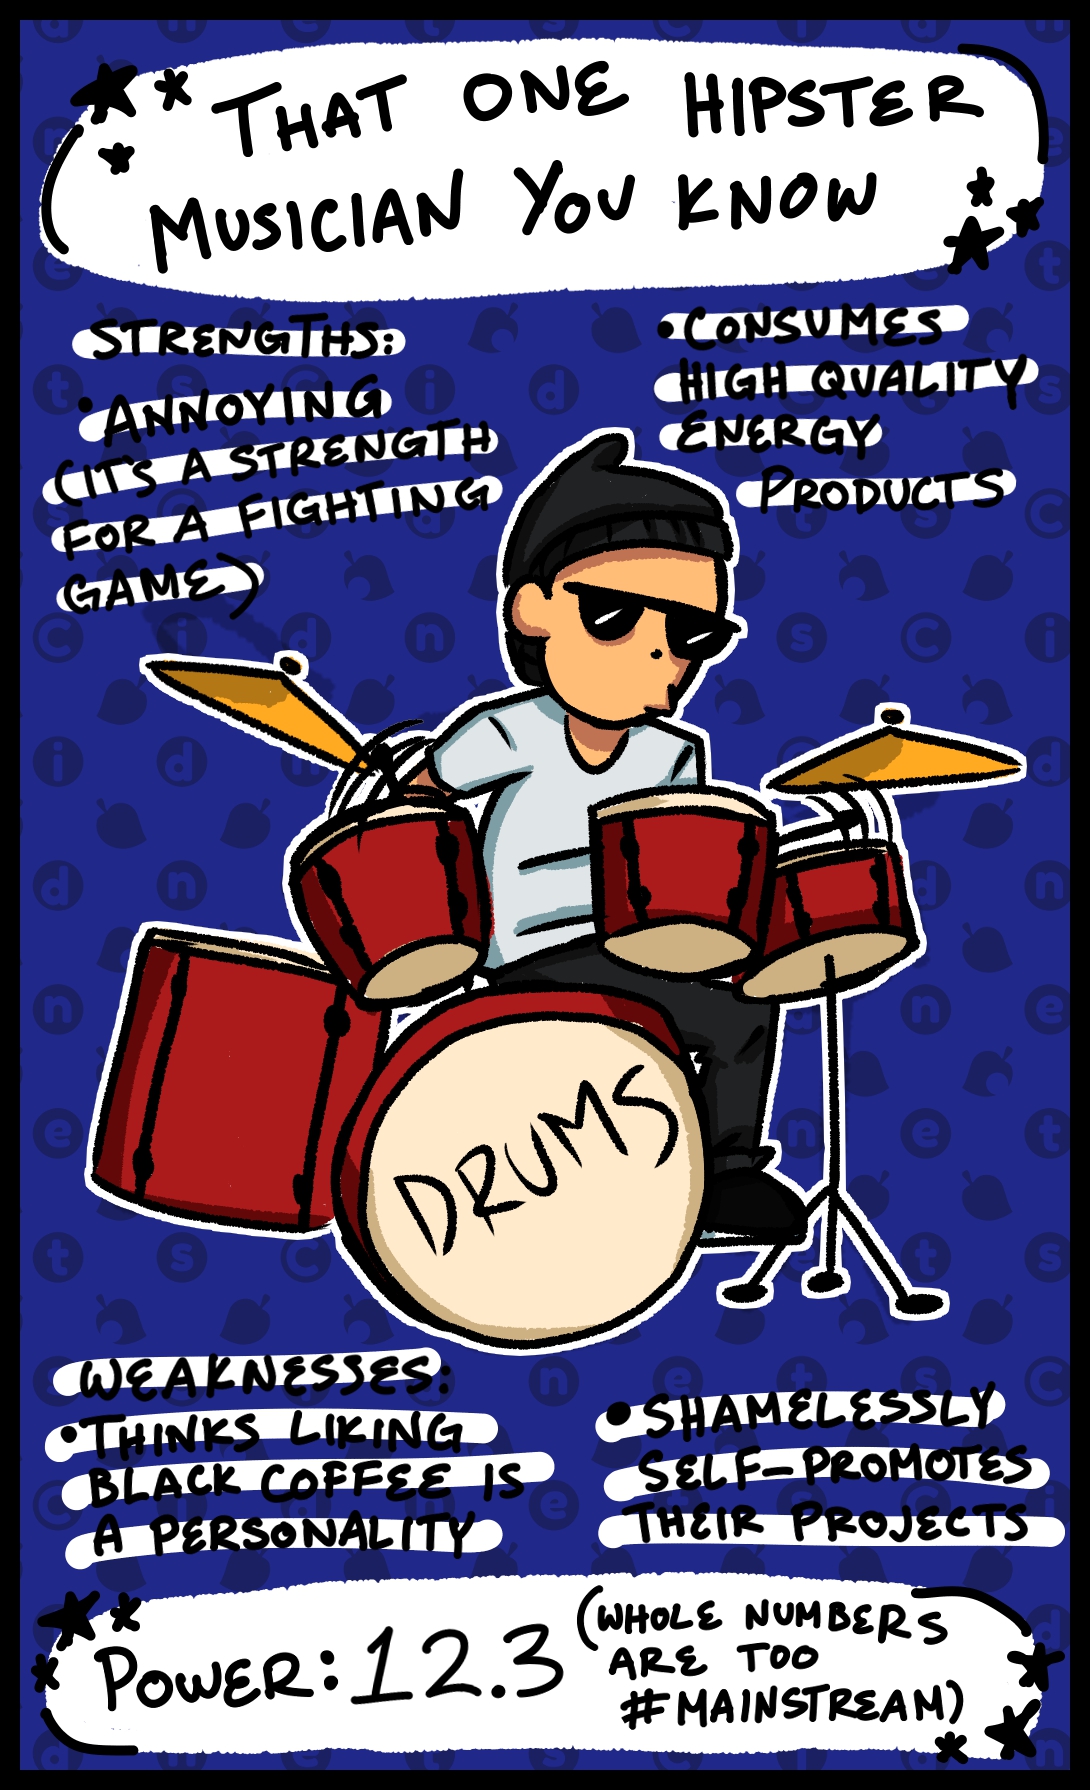 THAT ONE HIPSTER
MUSICIAN YOU KNOW
STRENGTHS:
•ANNOYING
(IT'S A STRENGTH
FOR A FIGHTING
GAME)
•CONSUMES
HIGH QUALITY
ENERGY
PRODUCTS
DRUMS
WEAKNESSES:
•THINKS LIKING
BLACK COFFEE IS
A PERSONALITY
•SHAMELESSLY
SELF-PROMOTES
THEIR PROJECTS
POWER: 12.3
(WHOLE NUMBERS
ARE TOO
#MAINSTREAM)